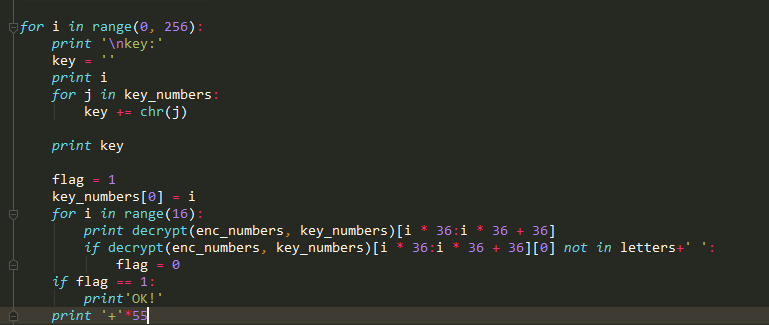 for i in range(0, 256):
    print '\nkey:'
    key = ''
    print i
    for j in key_numbers:
        key += chr(j)
    print key
    flag = 1
    key_numbers[0] = i
    for i in range(16):
        print decrypt(enc_numbers, key_numbers)[i * 36:i * 36 + 36]
        if decrypt(enc_numbers, key_numbers)[i * 36:i * 36 + 36][0] not in letters+' ':
            flag = 0
    if flag == 1:
        print'OK!'
    print '+'*55